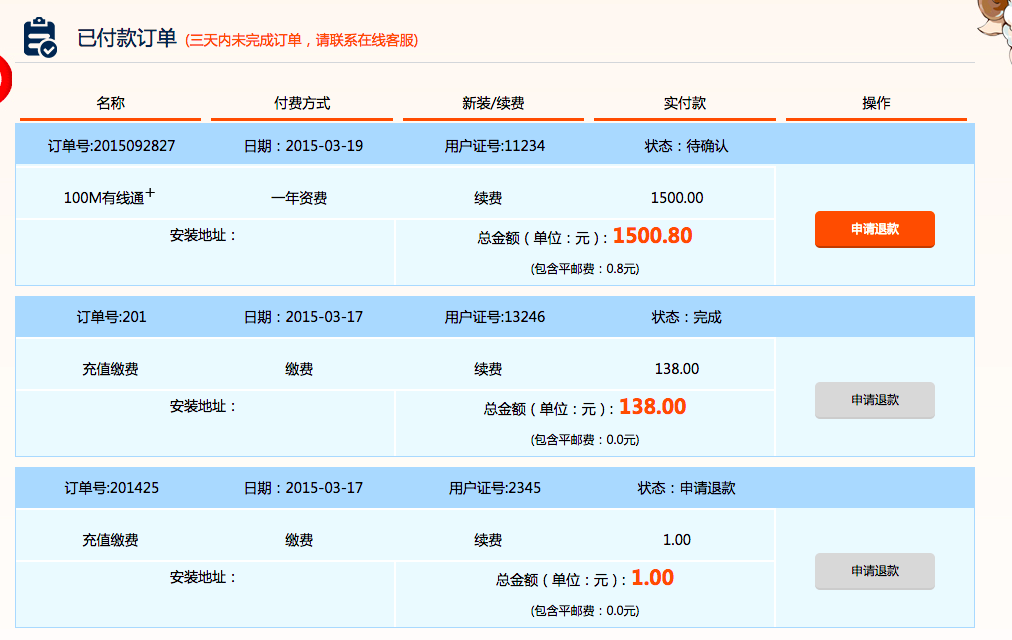 已付款订单 (三天内未完成订单，请联系在线客服)
名称 付费方式 新装/续费 实付款 操作
订单号:2015092827 日期：2015-03-19 用户证号:11234 状态：待确认
100M有线通+ 一年资费 续费 1500.00
申请退款
安装地址： 总金额（单位：元）：1500.80
(包含平邮费：0.8元)
订单号:201 日期：2015-03-17 用户证号:13246 状态：完成
充值缴费 缴费 续费 138.00
申请退款
安装地址： 总金额（单位：元）：138.00
(包含平邮费：0.0元)
订单号:201425 日期：2015-03-17 用户证号:2345 状态：申请退款
充值缴费 缴费 续费 1.00
申请退款
安装地址： 总金额（单位：元）：1.00
(包含平邮费：0.0元)